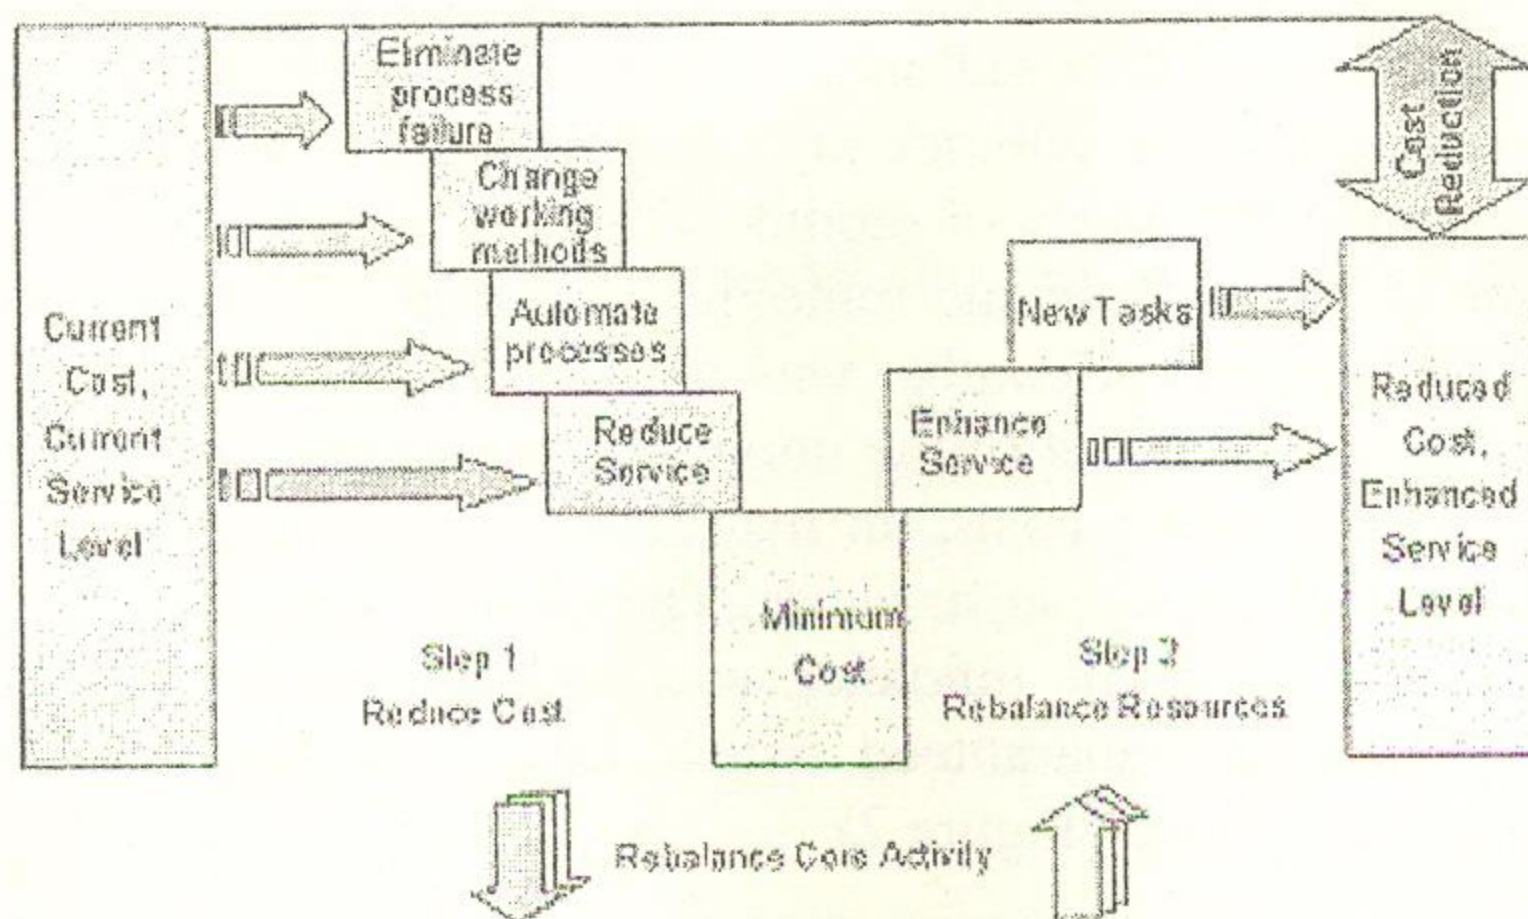 Eliminate
process
failure
Change
working
methods
Automate
processes
Reduce
Service
Current
Cost,
Current
Service
Level
Minimum
Cost
Enhance
Service
New Tasks
Cost
Reduction
Reduced
Cost,
Enhanced
Service
Level
Step 1
Reduce Cost
Step 2
Rebalance Resources
Rebalance Core Activity